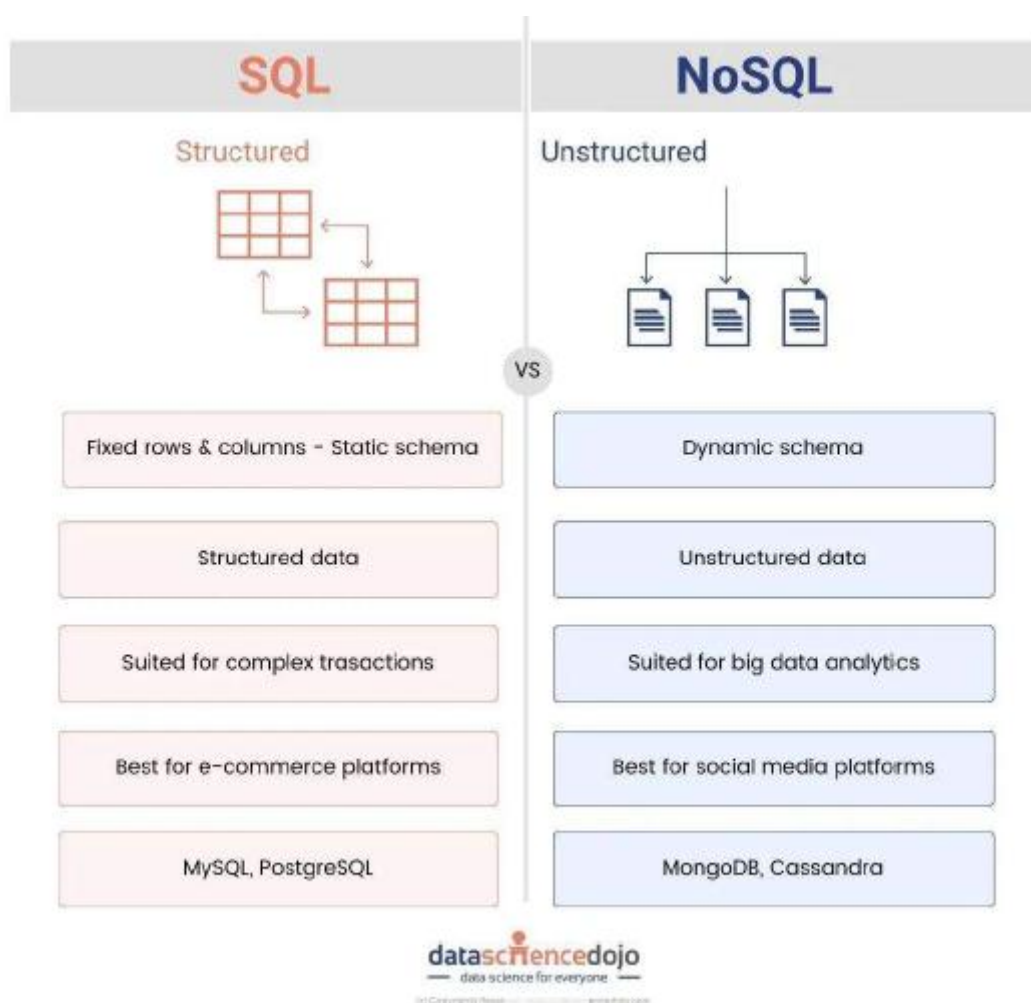 SQL
NoSQL
Structured
Unstructured
VS
Fixed rows & columns - Static schema
Dynamic schema
Structured data
Unstructured data
Suited for complex trasactions
Suited for big data analytics
Best for e-commerce platforms
Best for social media platforms
MySQL, PostgreSQL
MongoDB, Cassandra
datasciencedojo
data science for everyone